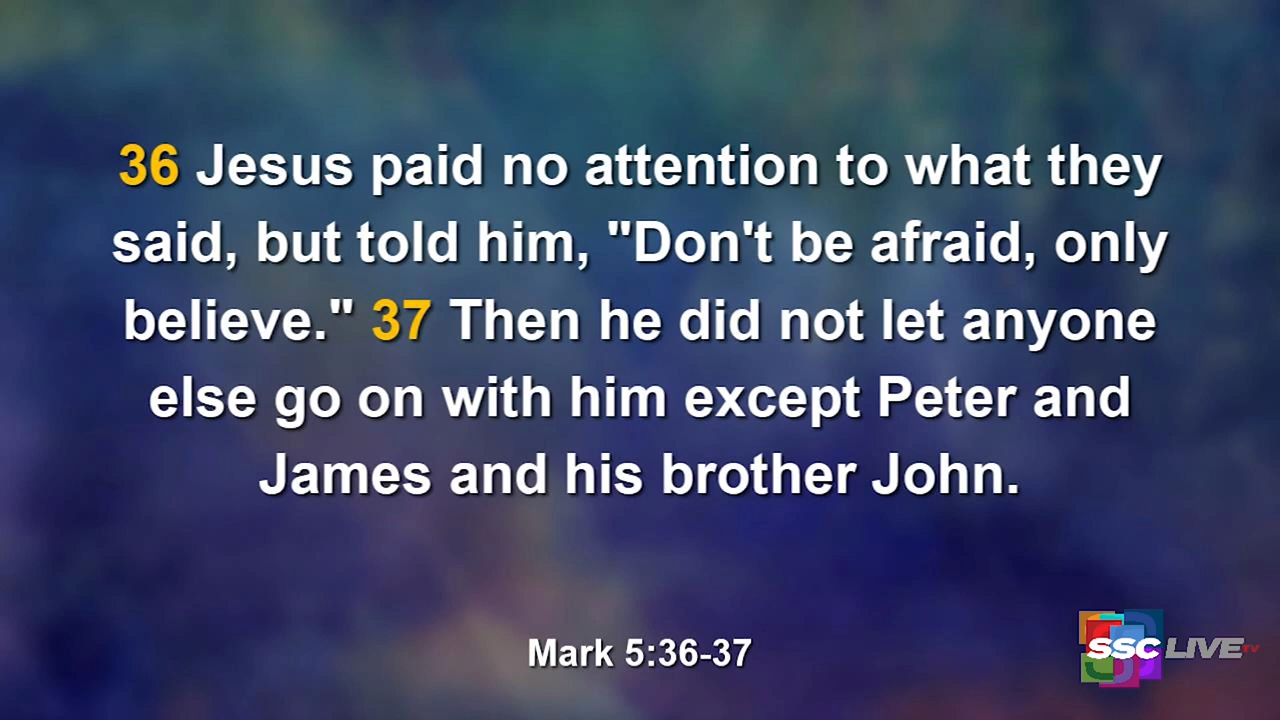 36 Jesus paid no attention to what they
said, but told him, "Don't be afraid, only
believe." 37 Then he did not let anyone
else go on with him except Peter and
James and his brother John.
Mark 5:36-37
SSC LIVE TV